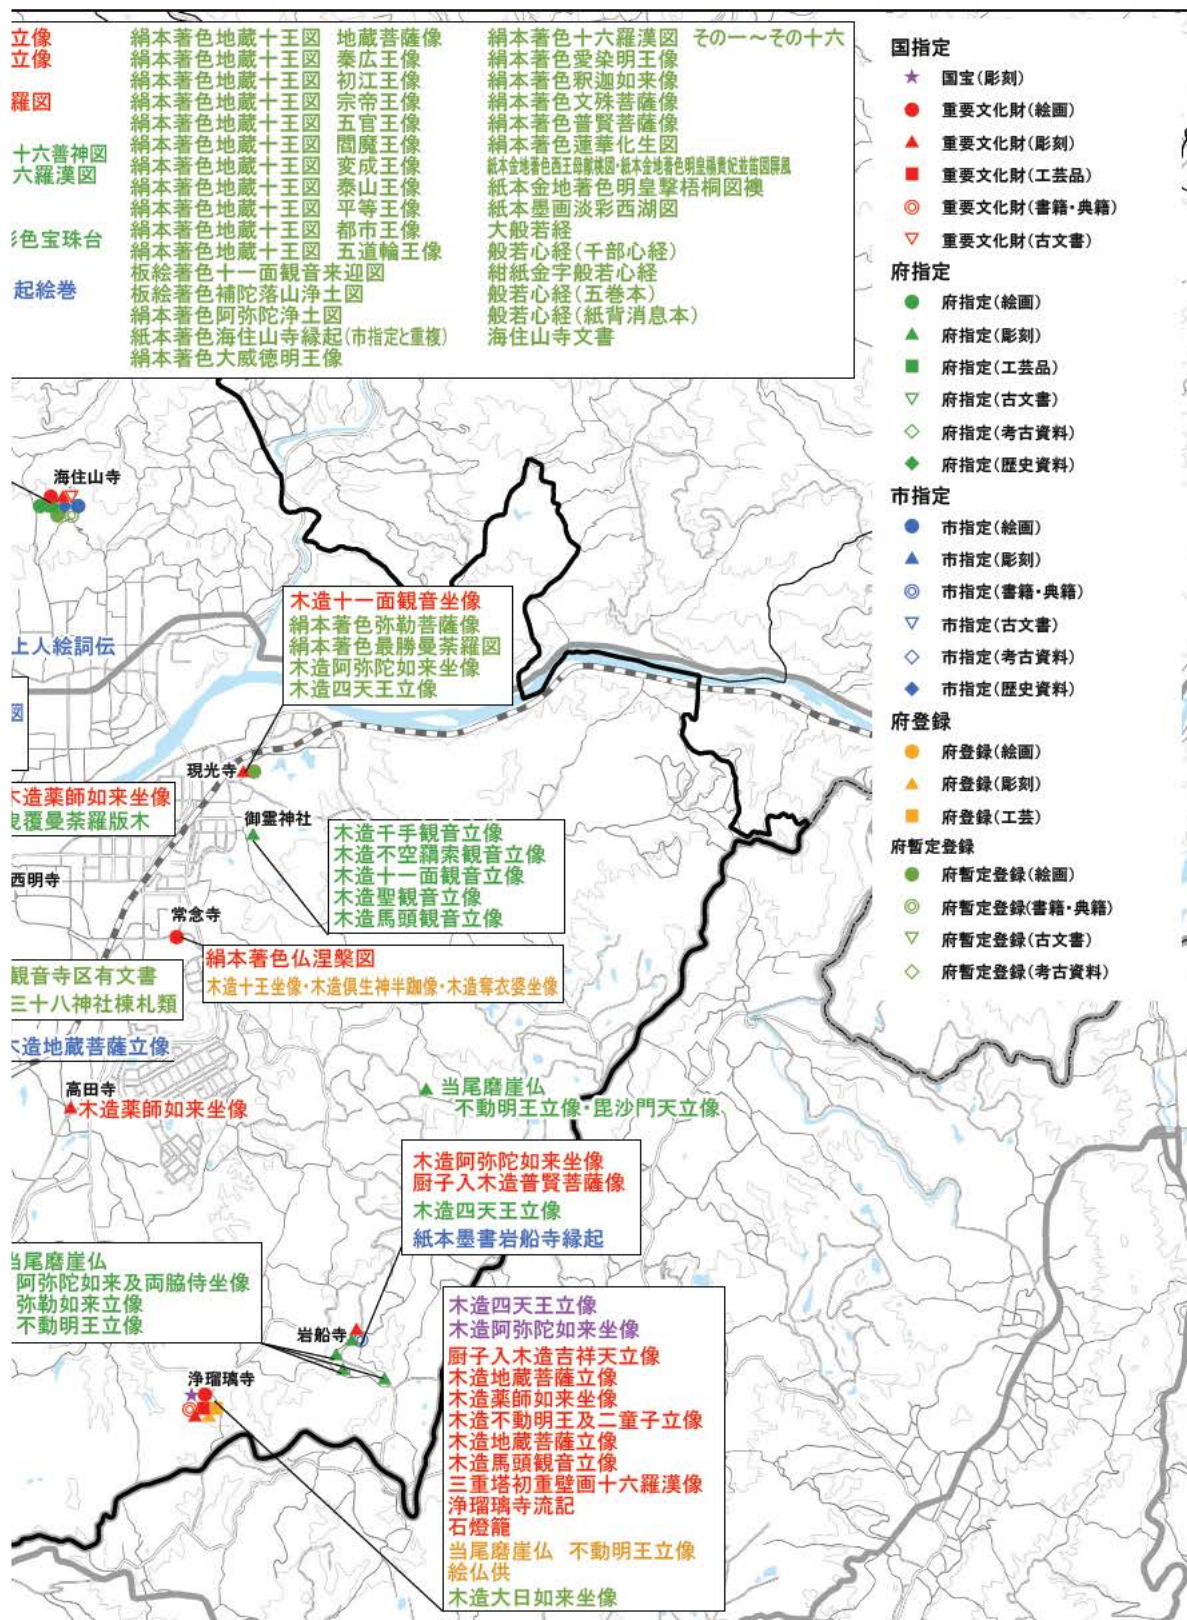 立像
立像
羅図
十六善神図
六羅漢図
彩色宝珠台
起絵巻
絹本著色地蔵十王図 地蔵菩薩像
絹本著色地蔵十王図 秦広王像
絹本著色地蔵十王図 初江王像
絹本著色地蔵十王図 宗帝王像
絹本著色地蔵十王図 五官王像
絹本著色地蔵十王図 閻魔王像
絹本著色地蔵十王図 変成王像
絹本著色地蔵十王図 泰山王像
絹本著色地蔵十王図 平等王像
絹本著色地蔵十王図 都市王像
絹本著色地蔵十王図 五道輪王像
板絵著色十一面観音来迎図
板絵著色補陀落山浄土図
絹本著色阿弥陀浄土図
紙本著色海住山寺縁起(市指定と重複)
絹本著色大威徳明王像
絹本著色十六羅漢図 その一～その十六
絹本著色愛染明王像
絹本著色釈迦如来像
絹本著色文殊菩薩像
絹本著色普賢菩薩像
絹本著色蓮華化生図
紙本金地著色西王母献桃図・紙本金地著色明皇楊貴妃並笛図屏風
紙本金地著色明皇撃梧桐図襖
紙本墨画淡彩西湖図
大般若経
般若心経(千部心経)
紺紙金字般若心経
般若心経(五巻本)
般若心経(紙背消息本)
海住山寺文書
国指定
国宝(彫刻)
重要文化財(絵画)
重要文化財(彫刻)
重要文化財(工芸品)
重要文化財(書籍・典籍)
重要文化財(古文書)
府指定
府指定(絵画)
府指定(彫刻)
府指定(工芸品)
府指定(古文書)
府指定(考古資料)
府指定(歴史資料)
市指定
市指定(絵画)
市指定(彫刻)
市指定(書籍・典籍)
市指定(古文書)
市指定(考古資料)
市指定(歴史資料)
府登録
府登録(絵画)
府登録(彫刻)
府登録(工芸)
府暫定登録
府暫定登録(絵画)
府暫定登録(書籍・典籍)
府暫定登録(古文書)
府暫定登録(考古資料)
海住山寺
木造十一面観音坐像
絹本著色弥勒菩薩像
絹本著色最勝曼荼羅図
木造阿弥陀如来坐像
木造四天王立像
上人絵詞伝
図
現光寺
木造薬師如来坐像
曳覆曼荼羅版木
御霊神社
木造千手観音立像
木造不空羂索観音立像
木造十一面観音立像
木造聖観音立像
木造馬頭観音立像
西明寺
常念寺
絹本著色仏涅槃図
木造十王坐像・木造倶生神半跏像・木造奪衣婆坐像
観音寺区有文書
三十八神社棟札類
木造地蔵菩薩立像
高田寺
木造薬師如来坐像
当尾磨崖仏
不動明王立像・毘沙門天立像
木造阿弥陀如来坐像
厨子入木造普賢菩薩像
木造四天王立像
紙本墨書岩船寺縁起
当尾磨崖仏
阿弥陀如来及両脇侍坐像
弥勒如来立像
不動明王立像
岩船寺
浄瑠璃寺
木造四天王立像
木造阿弥陀如来坐像
厨子入木造吉祥天立像
木造地蔵菩薩立像
木造薬師如来坐像
木造不動明王及二童子立像
木造地蔵菩薩立像
木造馬頭観音立像
三重塔初重壁画十六羅漢像
浄瑠璃寺流記
石燈籠
当尾磨崖仏 不動明王立像
絵仏供
木造大日如来坐像